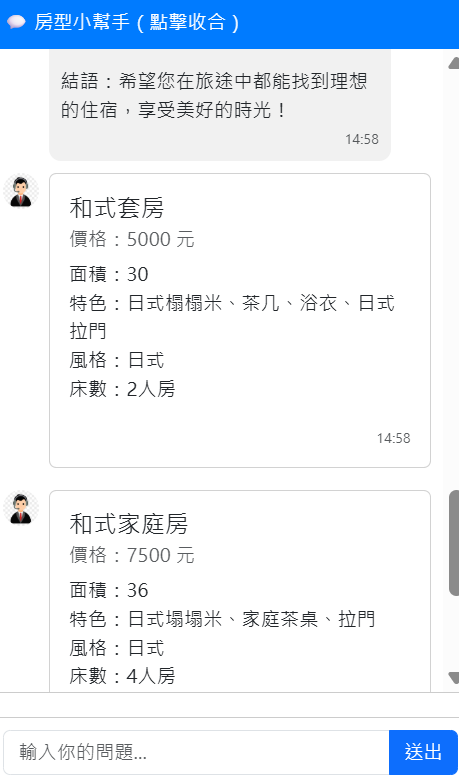 房型小幫手 ( 點擊收合 )
結語：希望您在旅途中都能找到理想
的住宿，享受美好的時光！
14:58
和式套房
價格：5000 元
面積：30
特色：日式榻榻米、茶几、浴衣、日式
拉門
風格：日式
床數：2人房
14:58
和式家庭房
價格：7500 元
面積：36
特色：日式塌塌米、家庭茶桌、拉門
風格：日式
床數：4人房
輸入你的問題...
送出